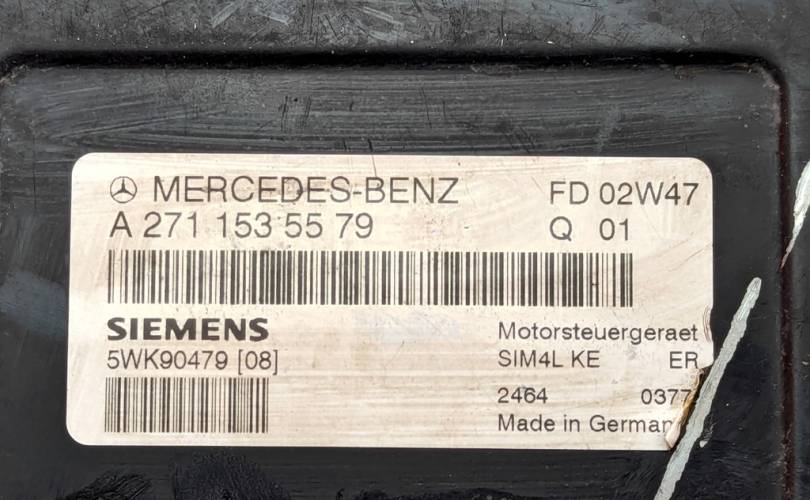 MERCEDES-BENZ FD 02W47
A 271 153 55 79 Q 01
SIEMENS
5WK90479 [08]
Motorsteuergeraet
SIM4L KE ER
2464 0377
Made in German